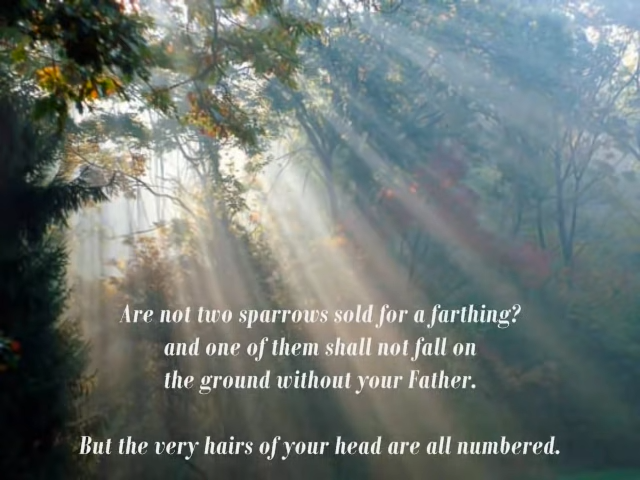 Are not two sparrows sold for a farthing?
and one of them shall not fall on
the ground without your Father.
But the very hairs of your head are all numbered.